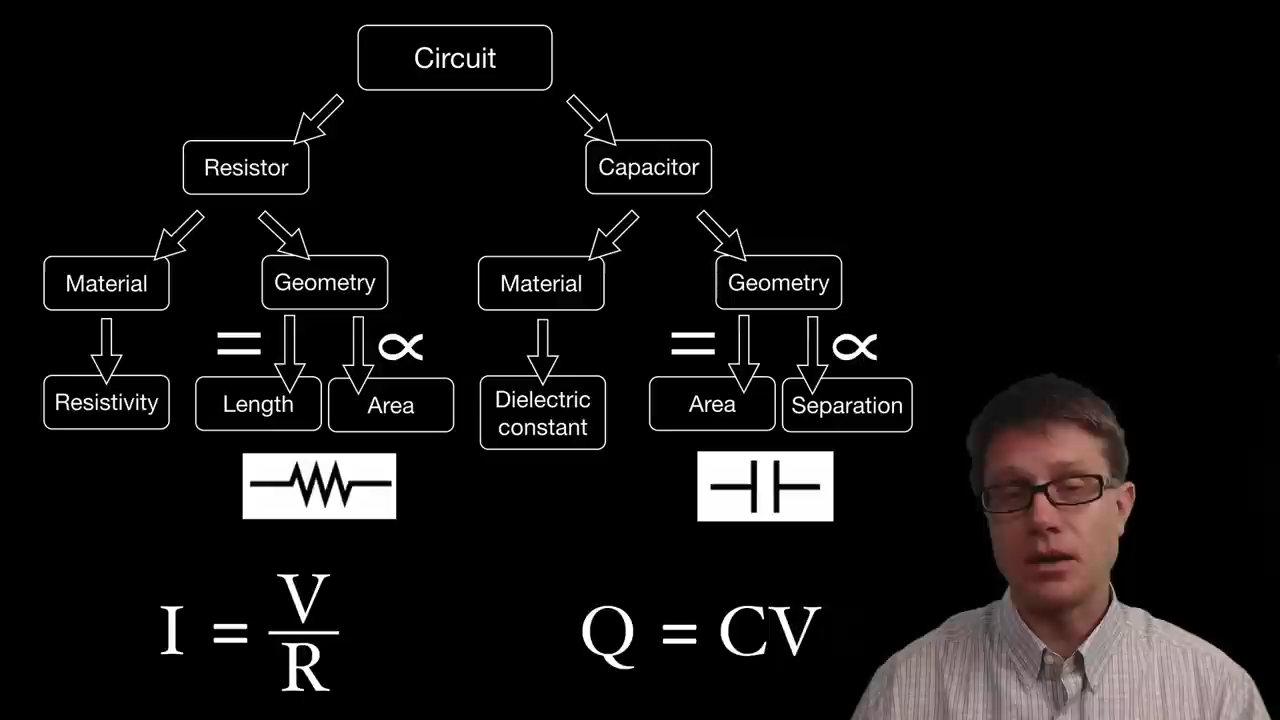 Circuit
Resistor
Capacitor
Material
Geometry
Material
Geometry
=
∝
=
∝
Resistivity
Length
Area
Dielectric
constant
Area
Separation
I = V/R
Q = CV